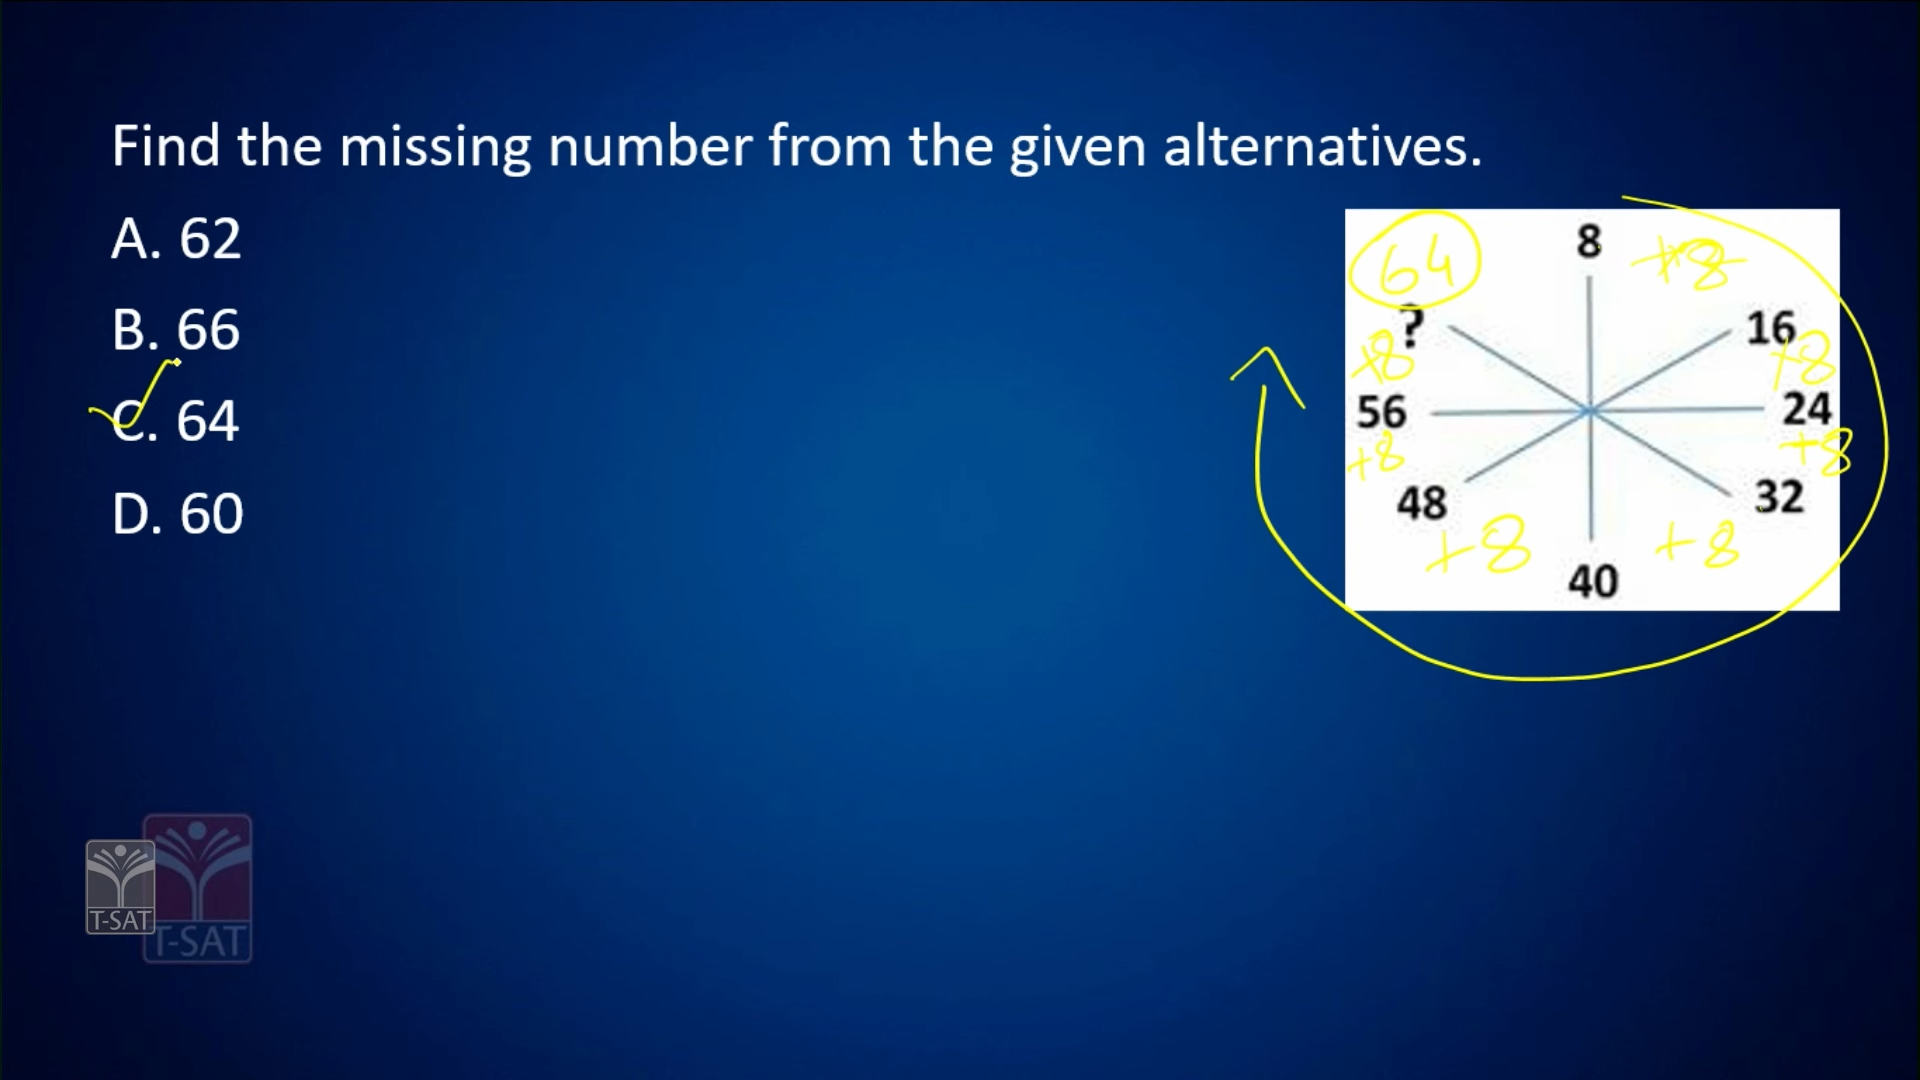 Find the missing number from the given alternatives.
A. 62
B. 66
C. 64
D. 60
64
8
+8
?
16
+8
+8
56
24
+8
+8
48
32
+8
+8
40
T-SAT
T-SAT